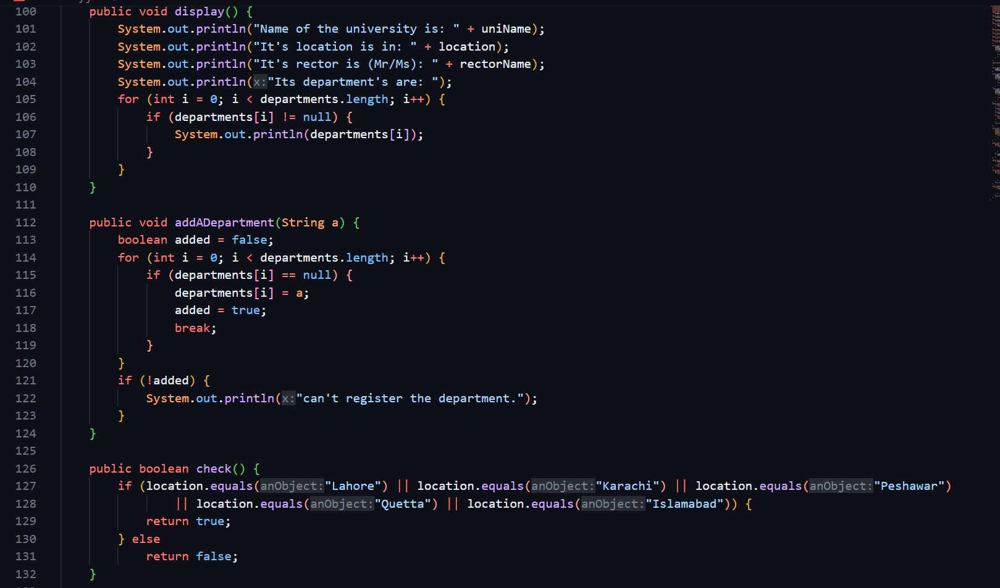 100 public void display() {
101 System.out.println("Name of the university is: " + uniName);
102 System.out.println("It's location is in: " + location);
103 System.out.println("It's rector is (Mr/Ms): " + rectorName);
104 System.out.println(x:"Its department's are: ");
105 for (int i = 0; i < departments.length; i++) {
106 if (departments[i] != null) {
107 System.out.println(departments[i]);
108 }
109 }
110 }
111
112 public void addADepartment(String a) {
113 boolean added = false;
114 for (int i = 0; i < departments.length; i++) {
115 if (departments[i] == null) {
116 departments[i] = a;
117 added = true;
118 break;
119 }
120 }
121 if (!added) {
122 System.out.println(x:"can't register the department.");
123 }
124 }
125
126 public boolean check() {
127 if (location.equals(anObject:"Lahore") || location.equals(anObject:"Karachi") || location.equals(anObject:"Peshawar")
128 || location.equals(anObject:"Quetta") || location.equals(anObject:"Islamabad")) {
129 return true;
130 } else
131 return false;
132 }